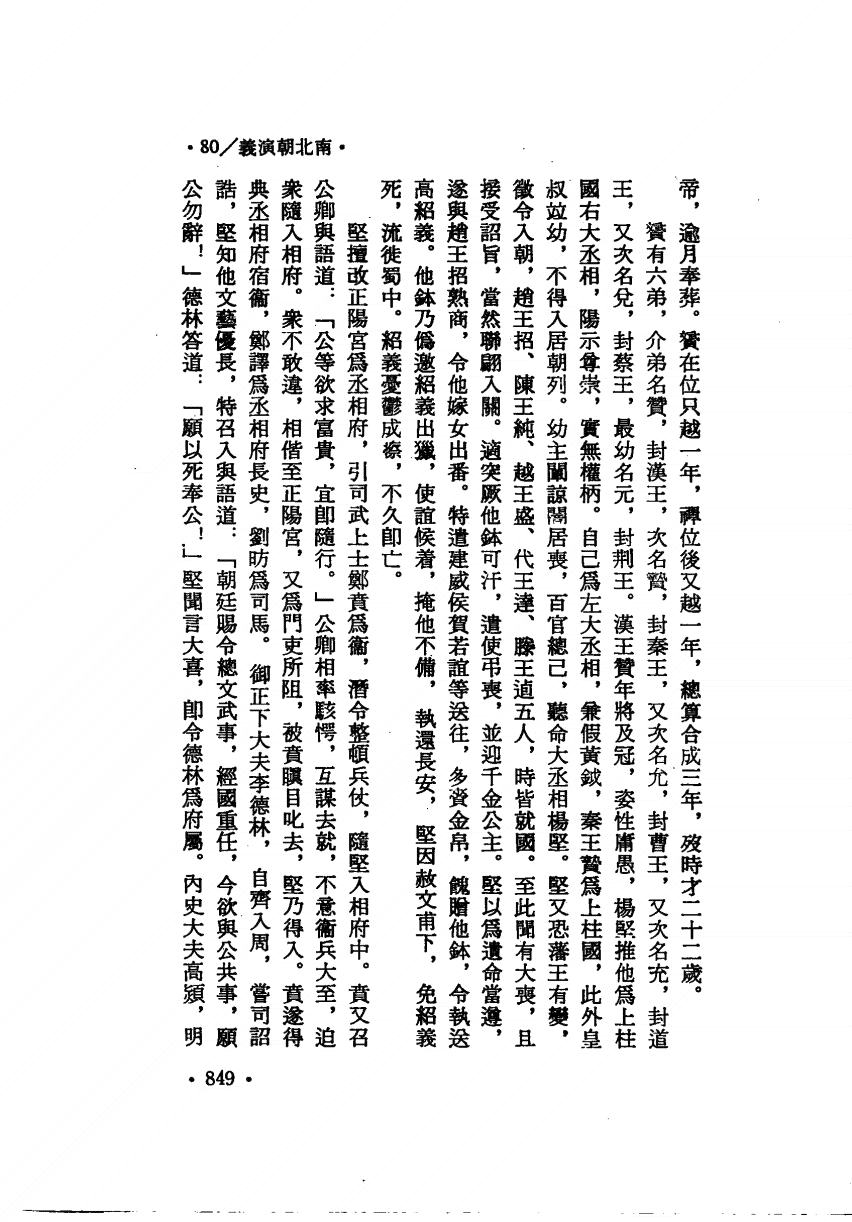 ·南北朝演義／80·
帝，逾月奉葬。贇在位只越一年，禪位後又越一年，總算合成三年，歿時才二十二歲。
贇有六弟，介弟名贊，封漢王，次名贄，封秦王，又次名允，封曹王，又次名充，封道
王，又次名兌，封蔡王，最幼名元，封荆王。漢王贊年將及冠，姿性庸愚，楊堅推他爲上柱
國右大丞相，陽示尊崇，實無權柄。自己爲左大丞相，兼假黃鉞，秦王贄爲上柱國，此外皇
叔竝幼，不得入居朝列。幼主闡諒闇居喪，百官總己，聽命大丞相楊堅。堅又恐藩王有變，
徵令入朝，趙王招、陳王純、越王盛、代王達、滕王逌五人，時皆就國。至此聞有大喪，且
接受詔旨，當然聯翩入關。適突厥他鉢可汗，遣使弔喪，並迎千金公主。堅以爲遺命當遵，
遂與趙王招熟商，令他嫁女出番。特遣建威侯賀若誼等送往，多資金帛，餽贈他鉢，令執送
高紹義。他鉢乃僞邀紹義出獵，使誼候着，掩他不備，執還長安，堅因赦文甫下，免紹義
死，流徙蜀中。紹義憂鬱成瘵，不久卽亡。
堅擅改正陽宮爲丞相府，引司武上士鄭賁爲衞，潛令整頓兵仗，隨堅入相府中。賁又召
公卿與語道：「公等欲求富貴，宜卽隨行。」公卿相率駭愕，互謀去就，不意衞兵大至，迫
衆隨入相府。衆不敢違，相偕至正陽宮，又爲門吏所阻，被賁瞋目叱去，堅乃得入。賁遂得
典丞相府宿衞，鄭譯爲丞相府長史，劉昉爲司馬。御正下大夫李德林，自齊入周，嘗司詔
誥，堅知他文藝優長，特召入與語道：「朝廷賜令總文武事，經國重任，今欲與公共事，願
公勿辭！」德林答道：「願以死奉公！」堅聞言大喜，卽令德林爲府屬。內史大夫高熲，明
·849·